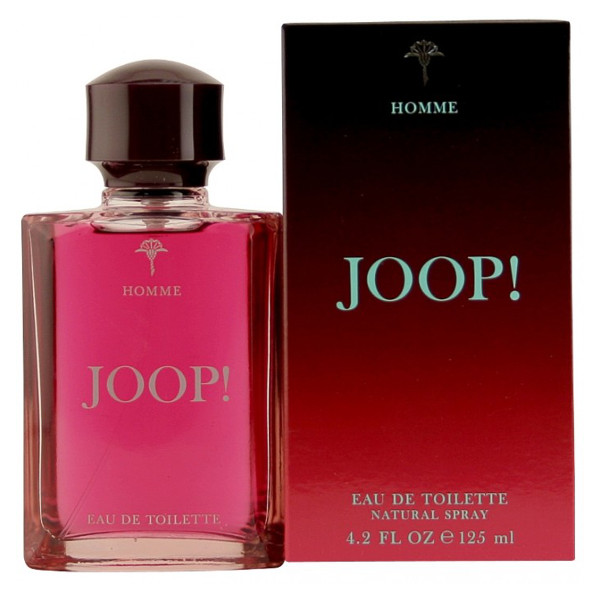 HOMME
JOOP!
EAU DE TOILETTE
HOMME
JOOP!
EAU DE TOILETTE
NATURAL SPRAY
4.2 FL OZ ℮ 125 ml